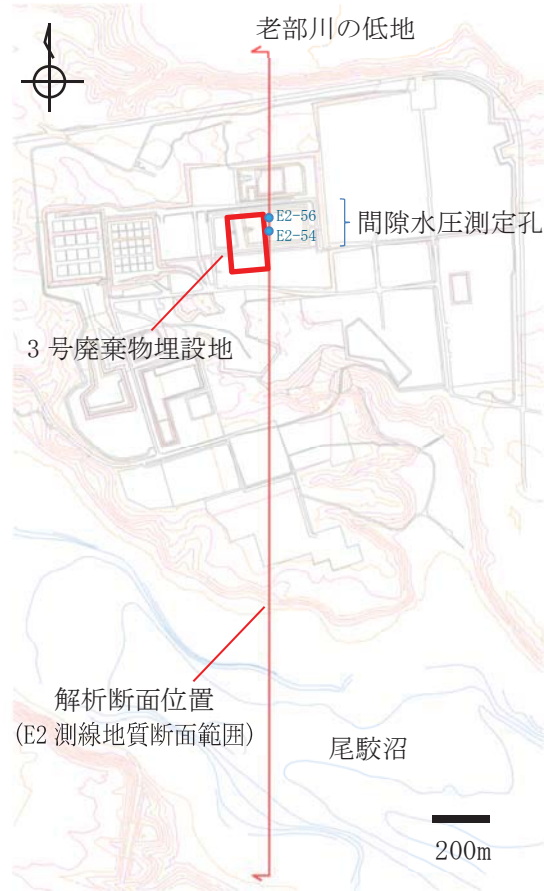 老部川の低地
E2-56
E2-54
間隙水圧測定孔
3 号廃棄物埋設地
解析断面位置
(E2 測線地質断面範囲)
尾駮沼
200m